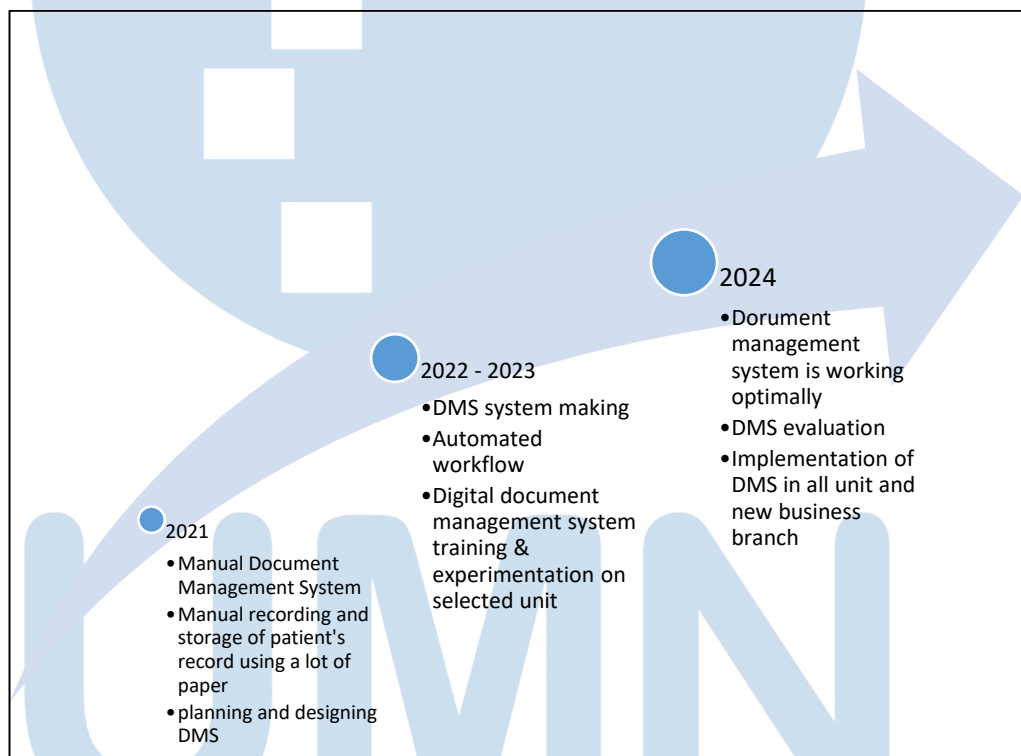 2021
•Manual Document
Management System
•Manual recording and
storage of patient's
record using a lot of
paper
•planning and designing
DMS
2022 - 2023
•DMS system making
•Automated
workflow
•Digital document
management system
training &
experimentation on
selected unit
2024
•Dorument
management
system is working
optimally
•DMS evaluation
•Implementation of
DMS in all unit and
new business
branch
UMN